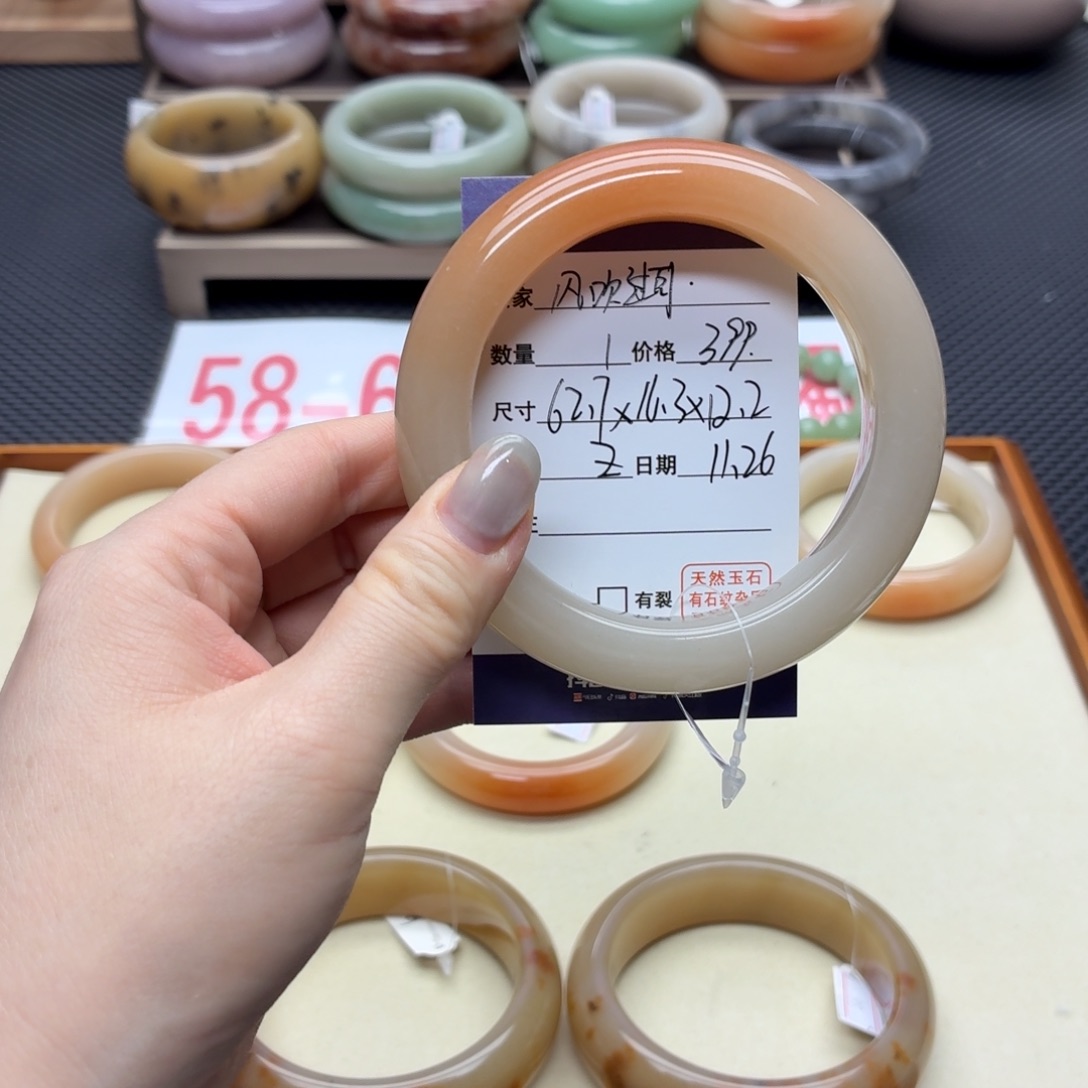 家 风吹过耳.
数量 1 价格 399.
58-6
尺寸 62.7x16.3x12.2
日期 11.26
有裂
天然玉石
有石纹杂